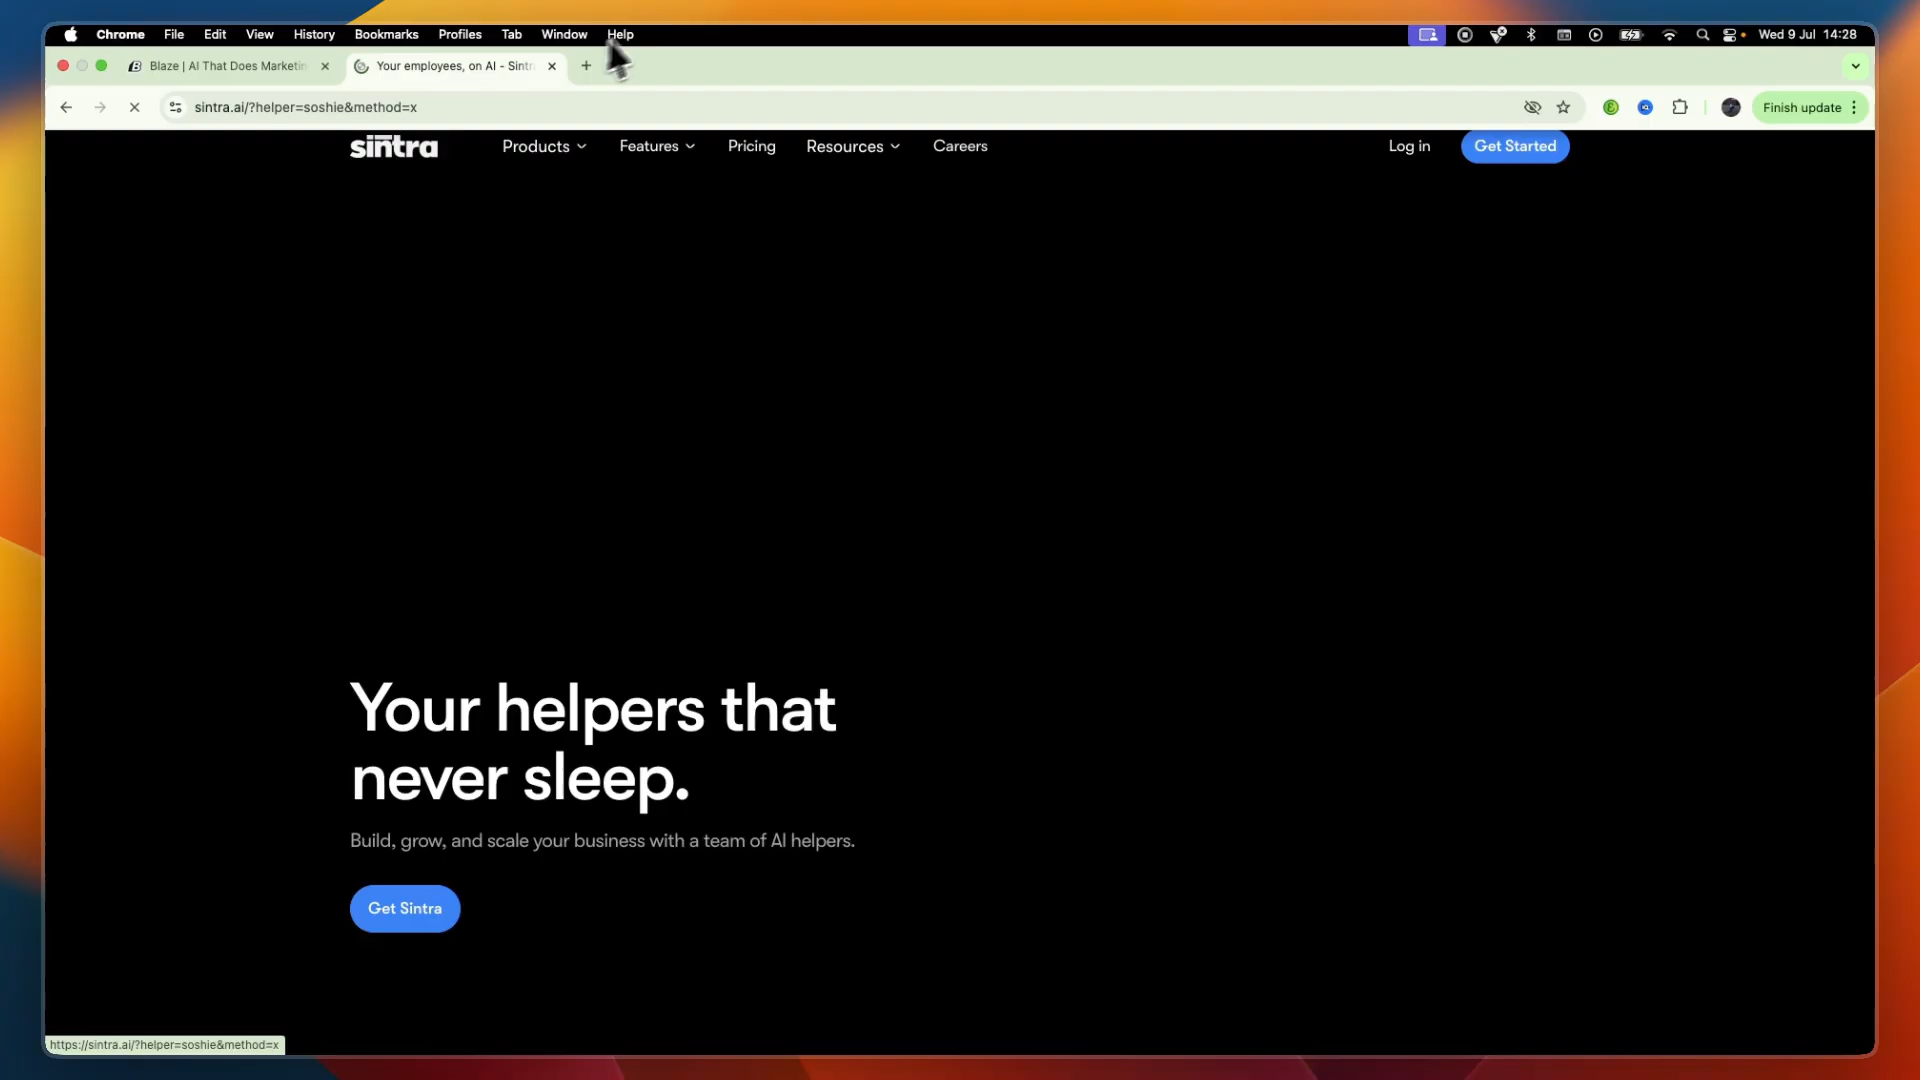 Chrome File Edit View History Bookmarks Profiles Tab Window Help Wed 9 Jul 14:28
Blaze | AI That Does Marketin Your employees, on AI - Sintr
sintra.ai/?helper=soshie&method=x Finish update
sintra Products Features Pricing Resources Careers Log in Get Started
Your helpers that
never sleep.
Build, grow, and scale your business with a team of AI helpers.
Get Sintra
https://sintra.ai/?helper=soshie&method=x